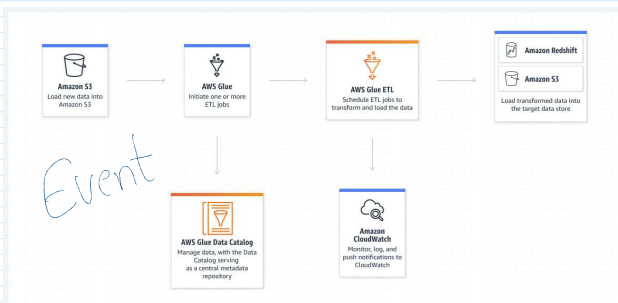 Amazon S3
Load new data into
Amazon S3
AWS Glue
Initiate one or more
ETL jobs
AWS Glue ETL
Schedule ETL jobs to
transform and load the data
Amazon Redshift
Amazon S3
Load transformed data into
the target data store
Event
AWS Glue Data Catalog
Manage data, with the Data
Catalog serving
as a central metadata
repository
Amazon
CloudWatch
Monitor, log, and
push notifications to
CloudWatch